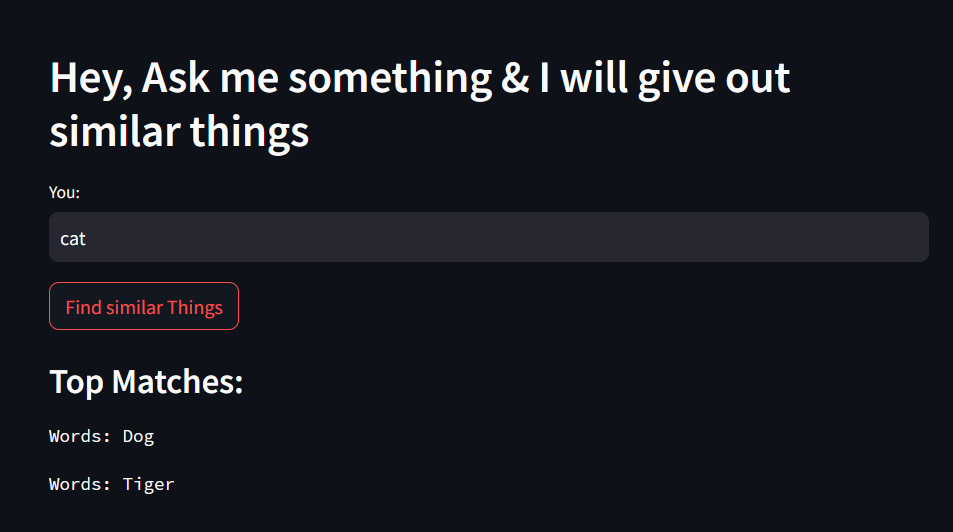 Hey, Ask me something & I will give out
similar things
You:
cat
Find similar Things
Top Matches:
Words: Dog
Words: Tiger